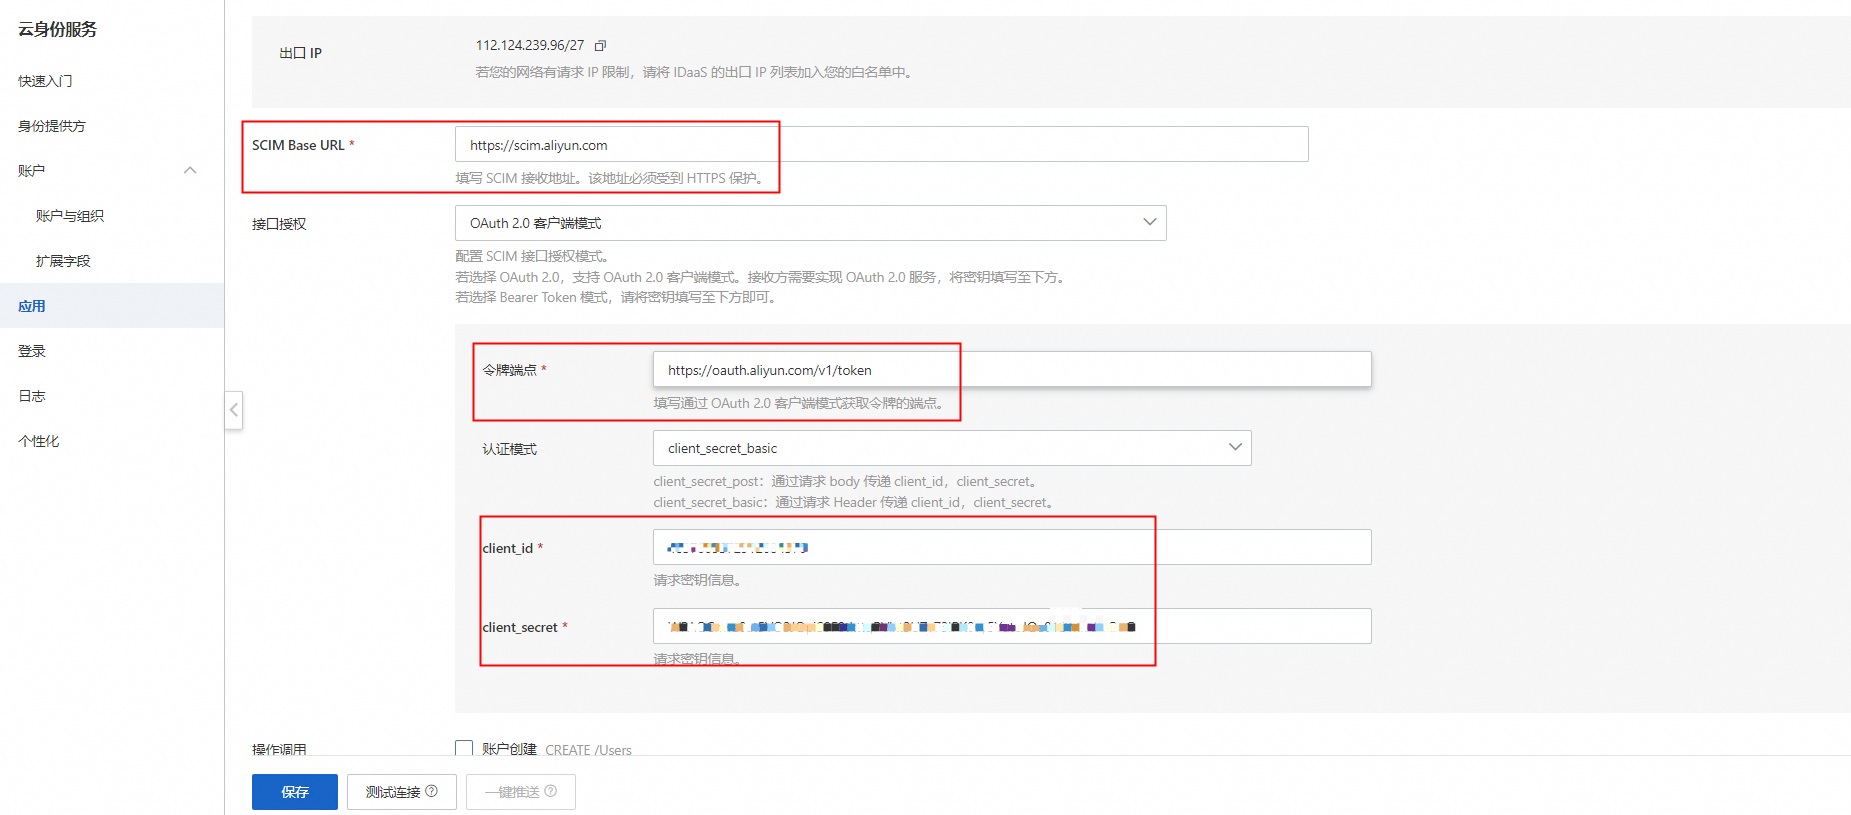 云身份服务
快速入门
身份提供方
账户
账户与组织
扩展字段
应用
登录
日志
个性化
出口 IP
112.124.239.96/27
若您的网络有请求 IP 限制，请将 IDaaS 的出口 IP 列表加入您的白名单中。
SCIM Base URL *
https://scim.aliyun.com
填写 SCIM 接收地址。该地址必须受到 HTTPS 保护。
接口授权
OAuth 2.0 客户端模式
配置 SCIM 接口授权模式。
若选择 OAuth 2.0，支持 OAuth 2.0 客户端模式。接收方需要实现 OAuth 2.0 服务，将密钥填写至下方。
若选择 Bearer Token 模式，请将密钥填写至下方即可。
令牌端点 *
https://oauth.aliyun.com/v1/token
填写通过 OAuth 2.0 客户端模式获取令牌的端点。
认证模式
client_secret_basic
client_secret_post：通过请求 body 传递 client_id，client_secret。
client_secret_basic：通过请求 Header 传递 client_id，client_secret。
client_id *
请求密钥信息。
client_secret *
请求密钥信息。
操作调用
账户创建 CREATE /Users
保存
测试连接
一键推送